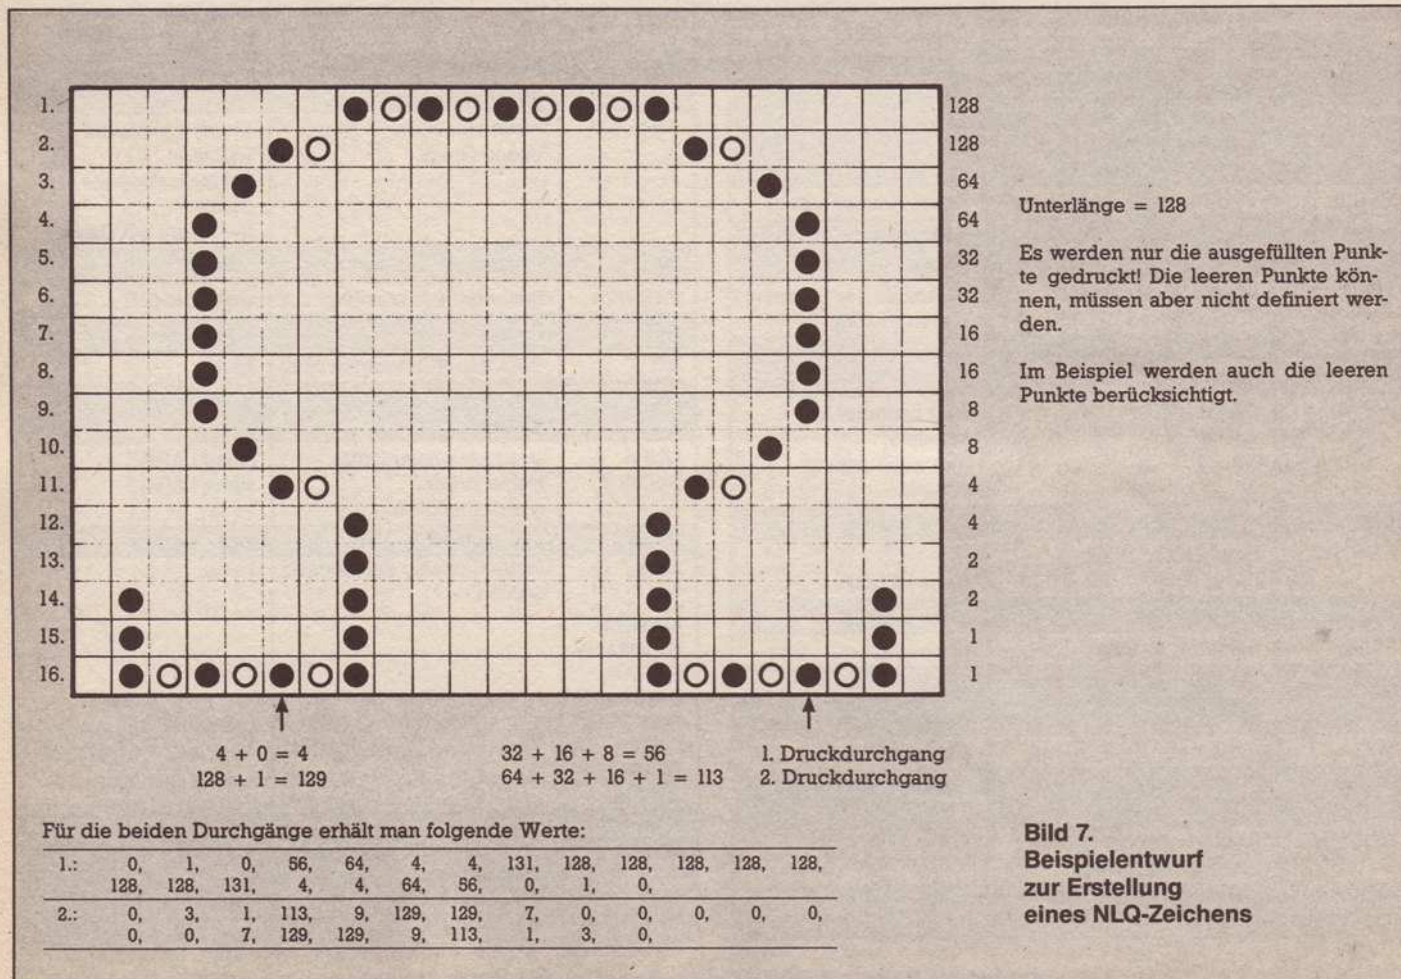 1. 128
2. 128
3. 64
4. 64
5. 32
6. 32
7. 16
8. 16
9. 8
10. 8
11. 4
12. 4
13. 2
14. 2
15. 1
16. 1
Unterlänge = 128
Es werden nur die ausgefüllten Punk-
te gedruckt! Die leeren Punkte kön-
nen, müssen aber nicht definiert wer-
den.
Im Beispiel werden auch die leeren
Punkte berücksichtigt.
4 + 0 = 4 32 + 16 + 8 = 56 1. Druckdurchgang
128 + 1 = 129 64 + 32 + 16 + 1 = 113 2. Druckdurchgang
Für die beiden Durchgänge erhält man folgende Werte:
1.: 0, 1, 0, 56, 64, 4, 4, 131, 128, 128, 128, 128, 128,
128, 128, 131, 4, 4, 64, 56, 0, 1, 0,
2.: 0, 3, 1, 113, 9, 129, 129, 7, 0, 0, 0, 0, 0,
0, 0, 7, 129, 129, 9, 113, 1, 3, 0,
Bild 7.
Beispielentwurf
zur Erstellung
eines NLQ-Zeichens